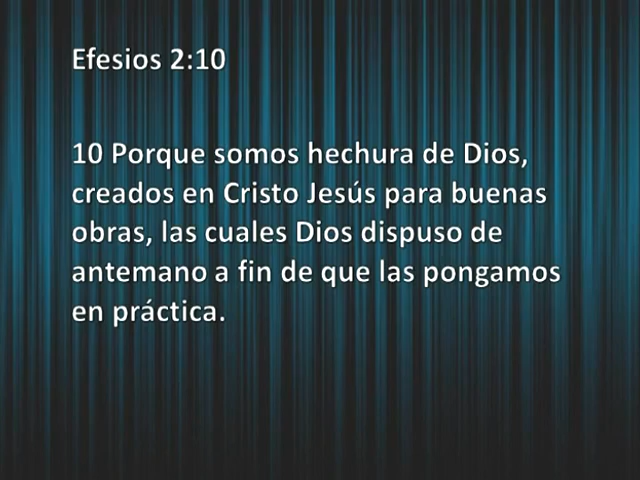 Efesios 2:10
10 Porque somos hechura de Dios,
creados en Cristo Jesús para buenas
obras, las cuales Dios dispuso de
antemano a fin de que las pongamos
en práctica.